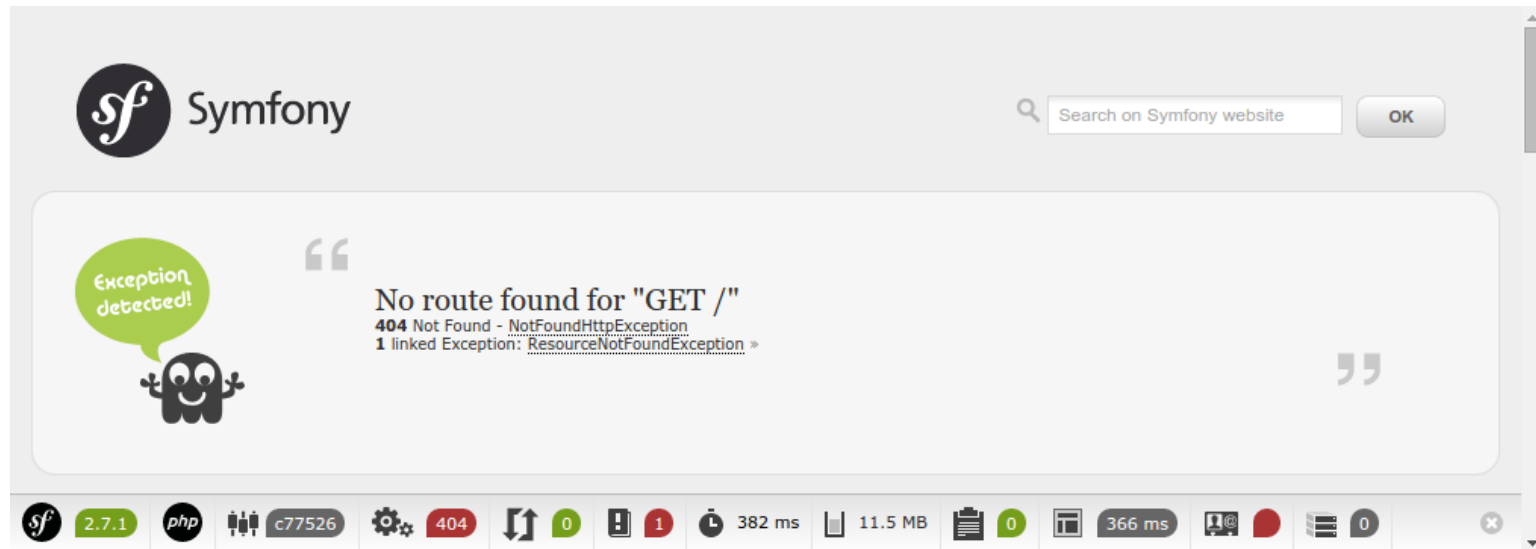 sf Symfony
Search on Symfony website
OK
Exception
detected!
“
No route found for "GET /"
404 Not Found - NotFoundHttpException
1 linked Exception: ResourceNotFoundException »
”
sf 2.7.1 php c77526 404 0 1 382 ms 11.5 MB 0 366 ms @ 0